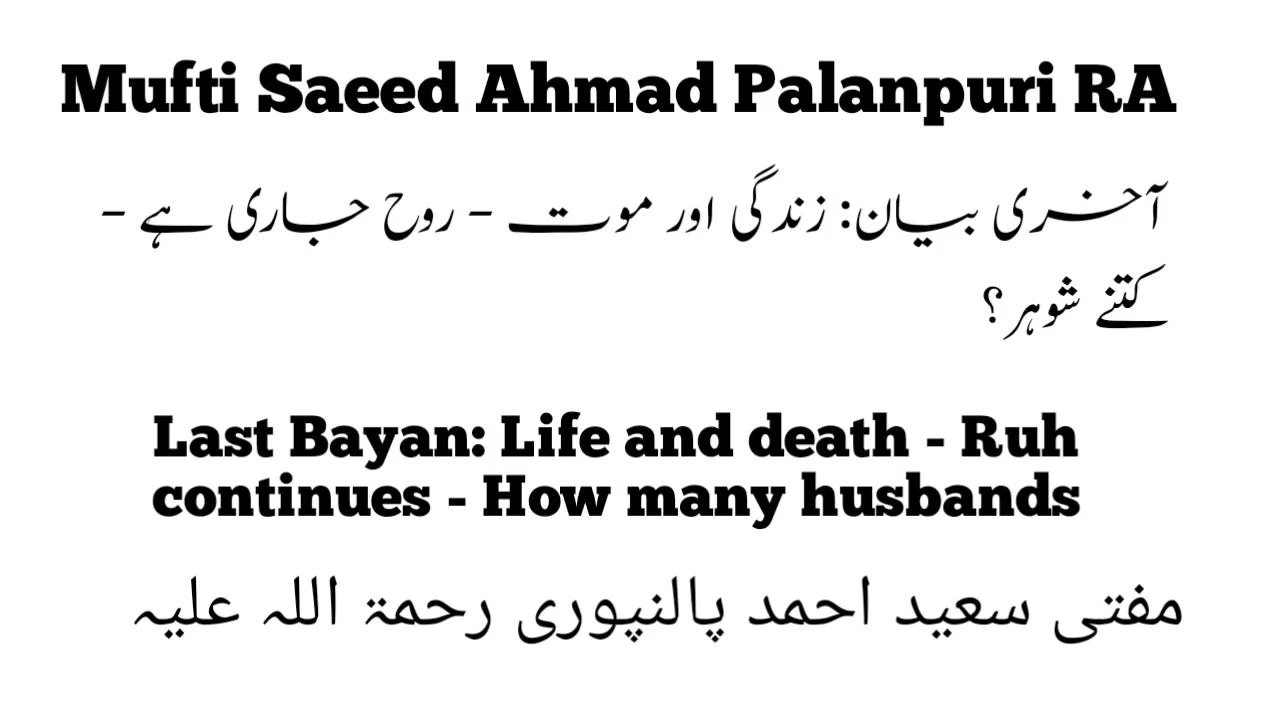 Mufti Saeed Ahmad Palanpuri RA
آخری بیان: زندگی اور موت - روح جاری ہے -
کتنے شوہر؟
Last Bayan: Life and death - Ruh
continues - How many husbands
مفتی سعید احمد پالنپوری رحمۃ اللہ علیہ